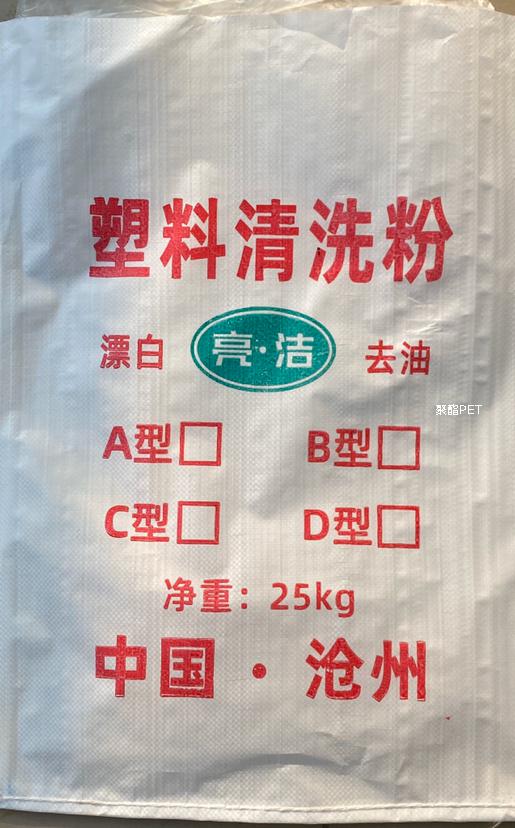 塑料清洗粉
漂白 亮·洁 去油
聚酯PET
A型□ B型□
C型□ D型□
净重：25kg
中国·沧州